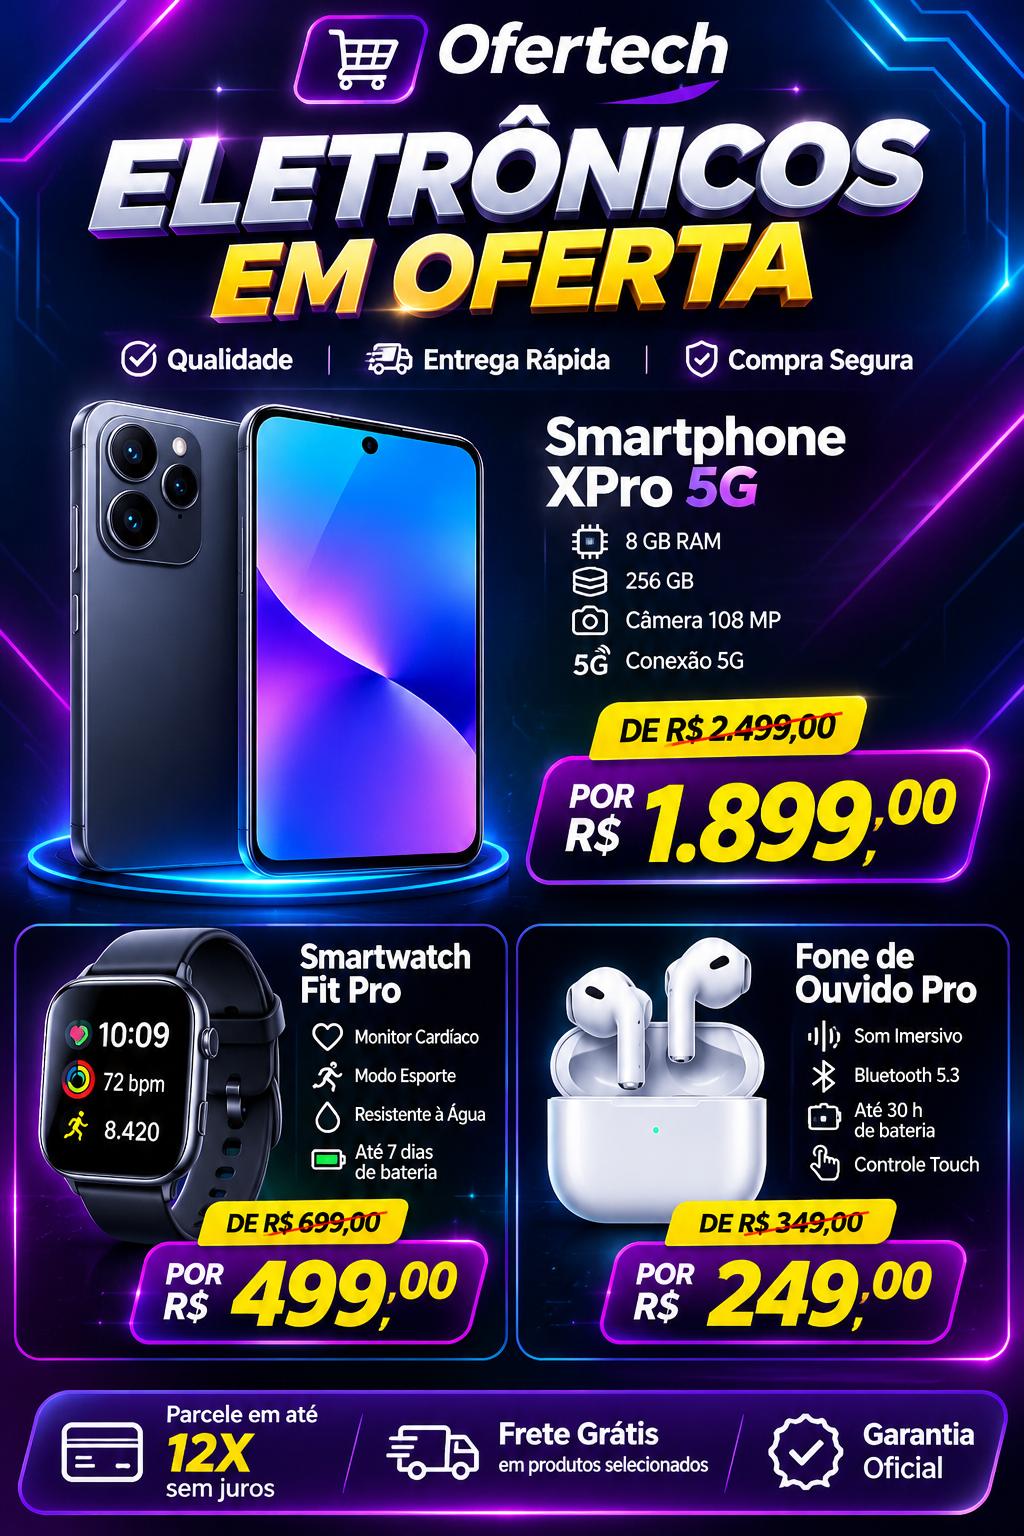 Ofertech
ELETRÔNICOS
EM OFERTA
Qualidade
Entrega Rápida
Compra Segura
Smartphone
XPro 5G
8 GB RAM
256 GB
Câmera 108 MP
5G Conexão 5G
DE R$ 2.499,00
POR R$ 1.899,00
Smartwatch
Fit Pro
Monitor Cardíaco
Modo Esporte
Resistente à Água
Até 7 dias
de bateria
10:09
72 bpm
8.420
DE R$ 699,00
POR R$ 499,00
Fone de
Ouvido Pro
Som Imersivo
Bluetooth 5.3
Até 30 h
de bateria
Controle Touch
DE R$ 349,00
POR R$ 249,00
Parcele em até
12X
sem juros
Frete Grátis
em produtos selecionados
Garantia
Oficial